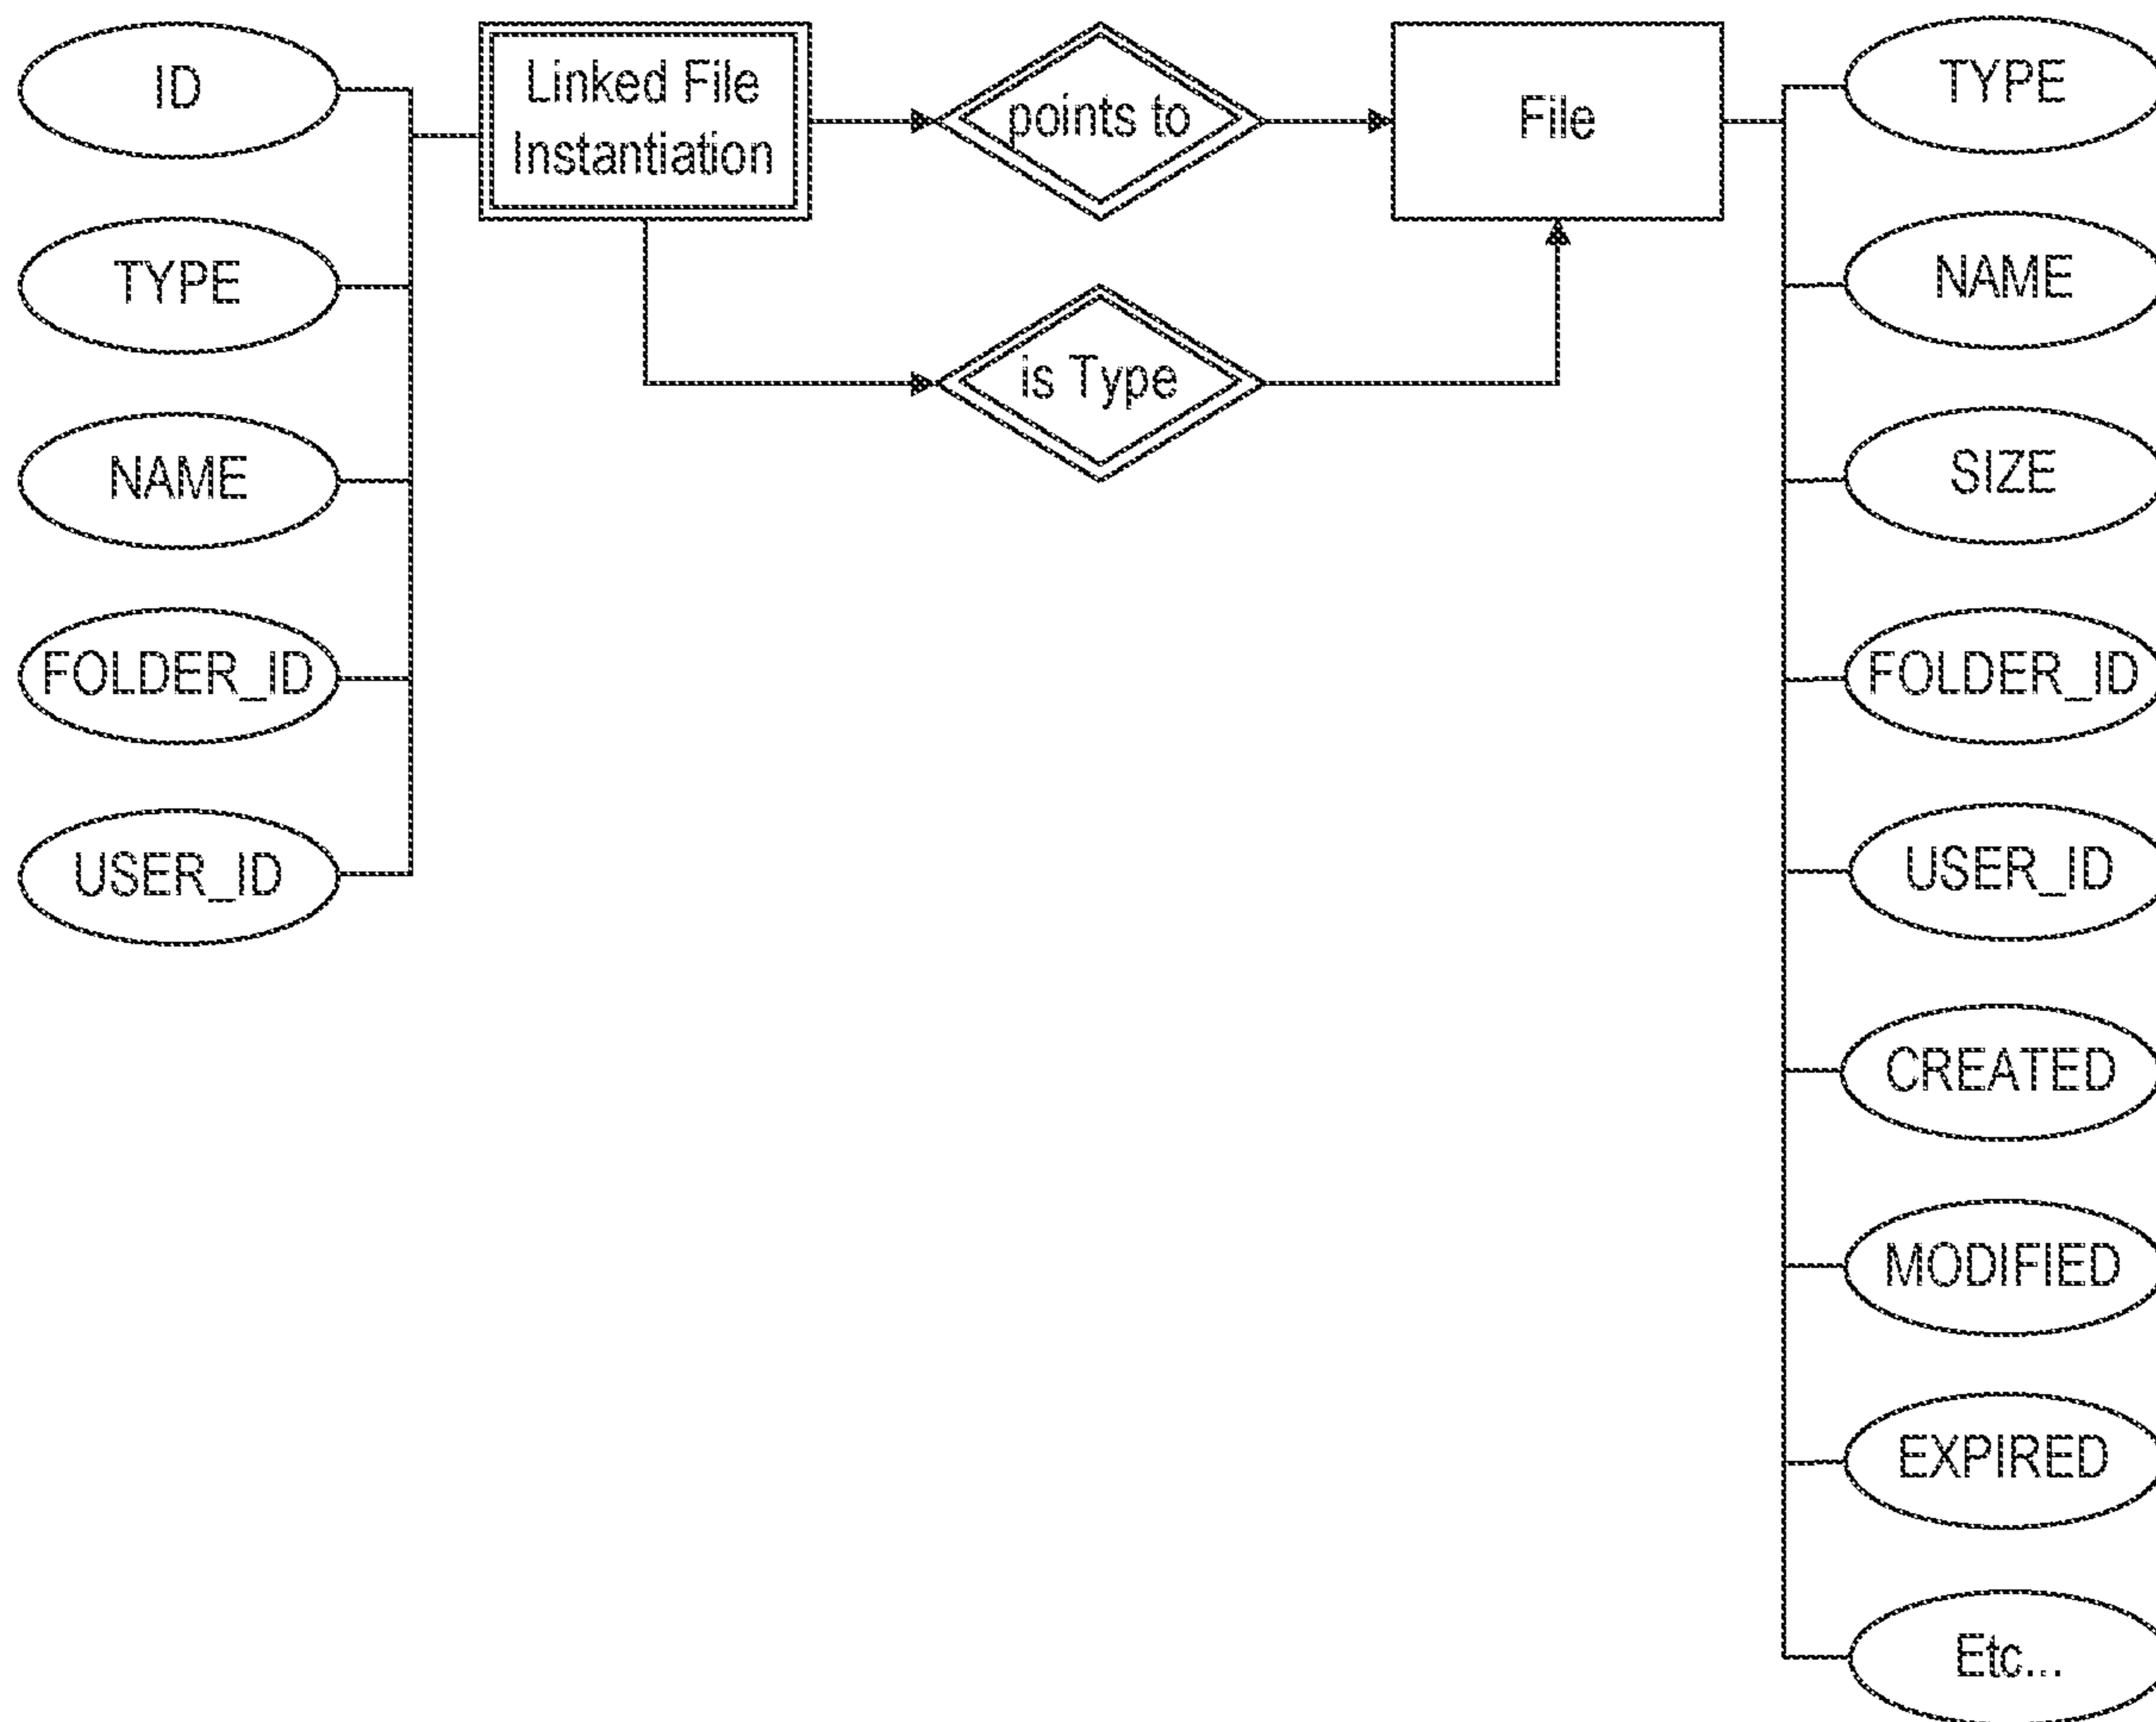 ID
TYPE
NAME
FOLDER_ID
USER_ID
Linked File
Instantiation
points to
is Type
File
TYPE
NAME
SIZE
FOLDER_ID
USER_ID
CREATED
MODIFIED
EXPIRED
Etc...